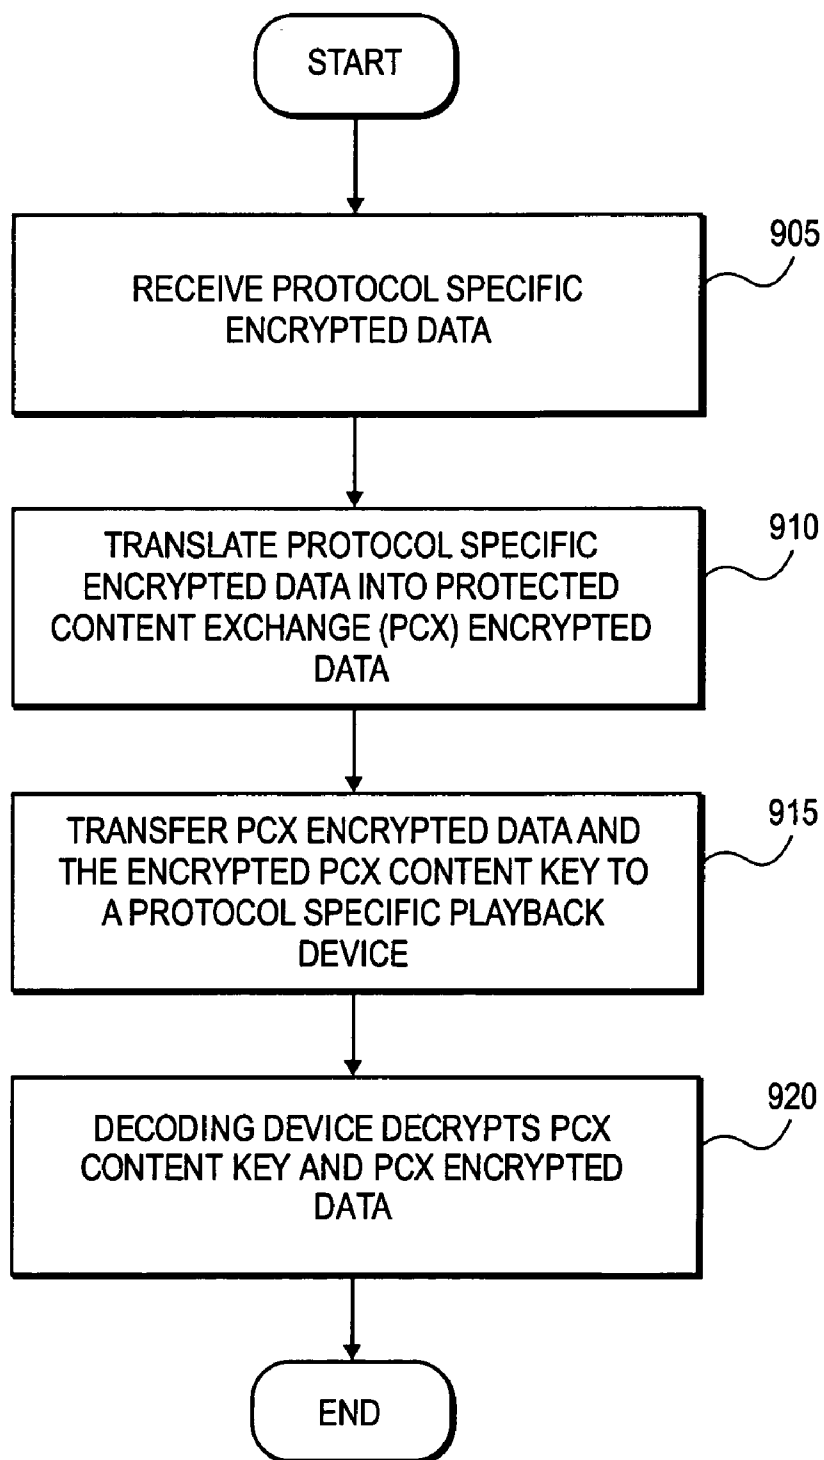 START
905
RECEIVE PROTOCOL SPECIFIC
ENCRYPTED DATA
910
TRANSLATE PROTOCOL SPECIFIC
ENCRYPTED DATA INTO PROTECTED
CONTENT EXCHANGE (PCX) ENCRYPTED
DATA
915
TRANSFER PCX ENCRYPTED DATA AND
THE ENCRYPTED PCX CONTENT KEY TO
A PROTOCOL SPECIFIC PLAYBACK
DEVICE
920
DECODING DEVICE DECRYPTS PCX
CONTENT KEY AND PCX ENCRYPTED
DATA
END